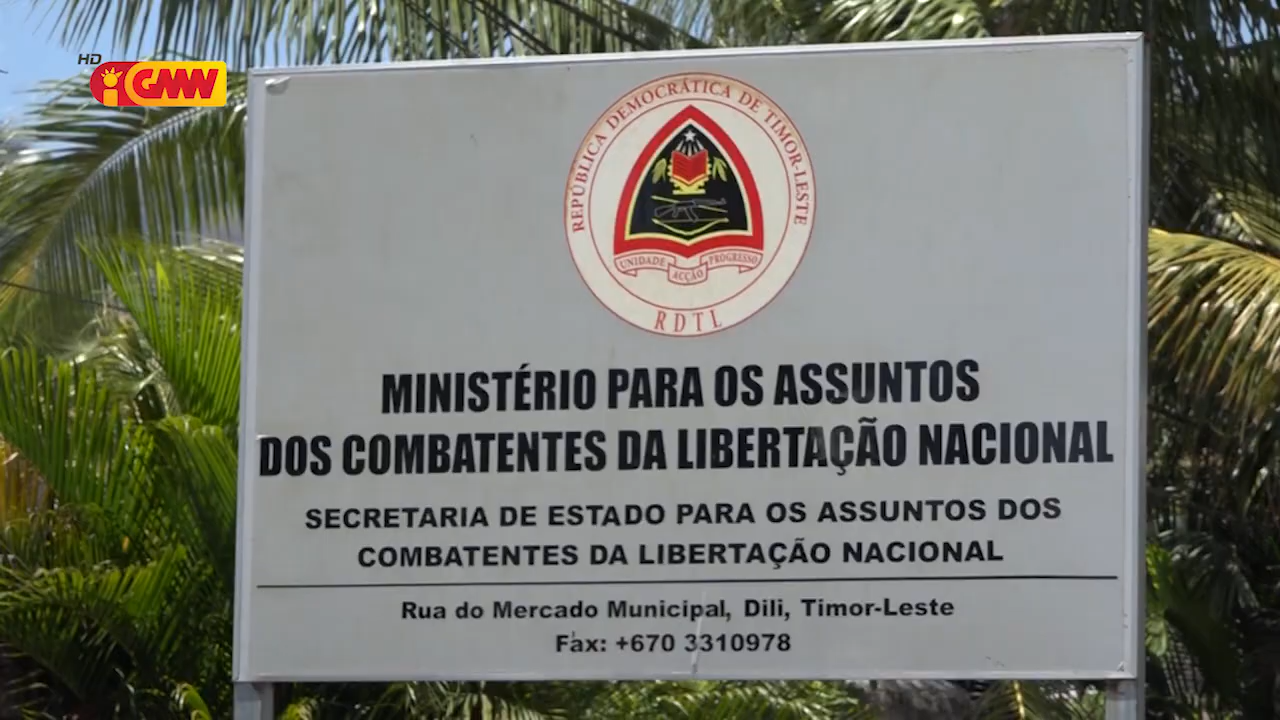 HD
GMN
REPÚBLICA DEMOCRÁTICA DE TIMOR-LESTE
UNIDADE ACÇÃO PROGRESSO
RDTL
MINISTÉRIO PARA OS ASSUNTOS
DOS COMBATENTES DA LIBERTAÇÃO NACIONAL
SECRETARIA DE ESTADO PARA OS ASSUNTOS DOS
COMBATENTES DA LIBERTAÇÃO NACIONAL
Rua do Mercado Municipal, Dili, Timor-Leste
Fax: +670 3310978